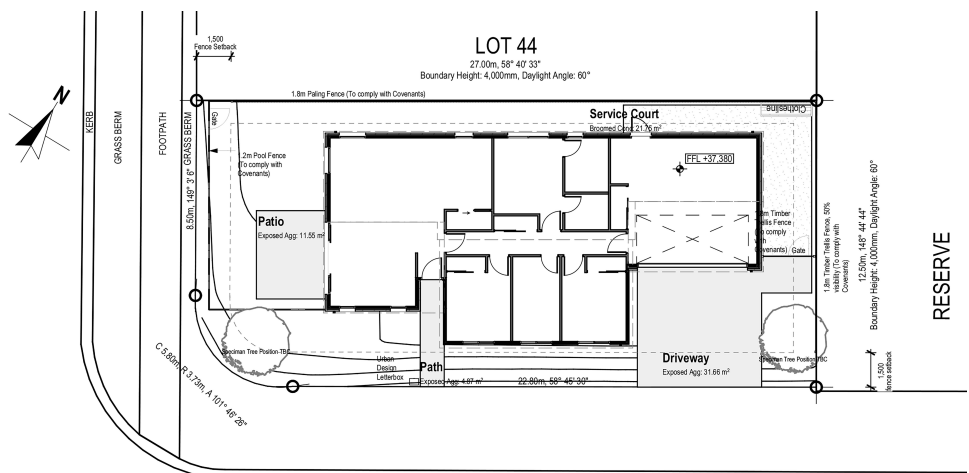 1,500
Fence Setback
LOT 44
27.00m, 58° 40' 33"
Boundary Height: 4,000mm, Daylight Angle: 60°
1.8m Paling Fence (To comply with Covenants)
N
KERB
GRASS BERM
FOOTPATH
8.50m, 149° 3' 6" GRASS BERM
Gate
1.2m Pool Fence
(To comply with
Covenants)
Service Court
Broomed Conc 21.75 m²
Clothesline
FFL +37,380
Patio
Exposed Agg: 11.55 m²
Timber
Trellis Fence
comply
with
Covenants)
Gate
1.8m Timber Trellis Fence, 50%
visibility (To comply with
Covenants)
12.50m, 148° 44' 44"
Boundary Height: 4,000mm, Daylight Angle: 60°
RESERVE
Speciman Tree Position-TBC
C 5.80m, R 3.73m, A 101° 46' 26"
Urban
Design
Letterbox
Path
Exposed Agg: 4.87 m²
22.80m, 58° 45' 30"
Driveway
Exposed Agg: 31.66 m²
Speciman Tree Position-TBC
1,500
fence setback